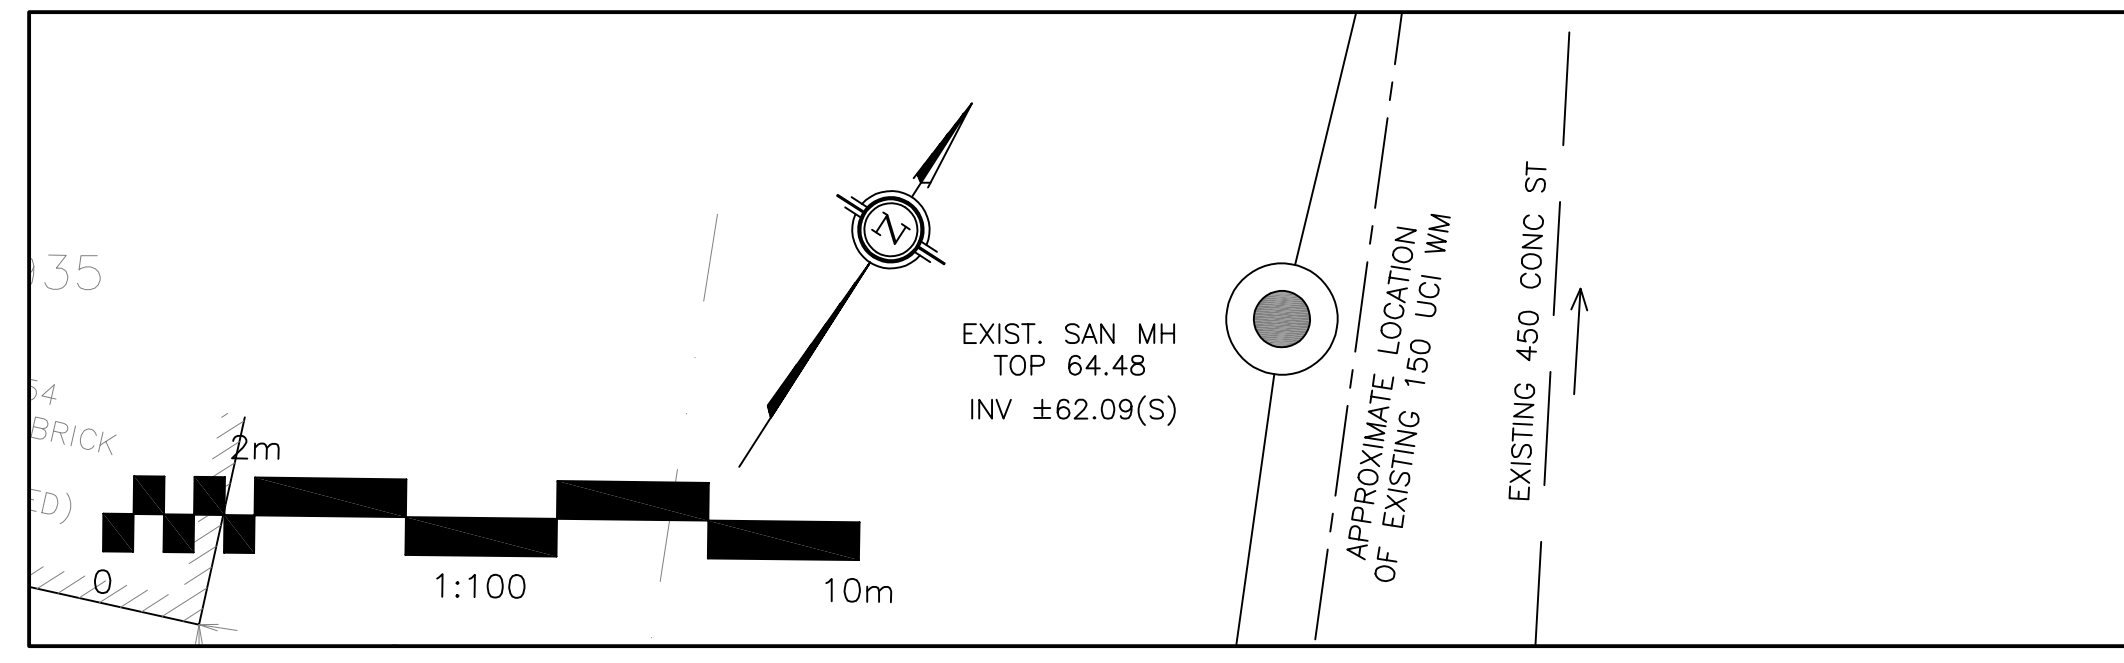 35
54
BRICK
ED)
2m
0
1:100
10m
N
EXIST. SAN MH
TOP 64.48
INV ±62.09(S)
APPROXIMATE LOCATION
OF EXISTING 150 UCI WM
EXISTING 450 CONC ST